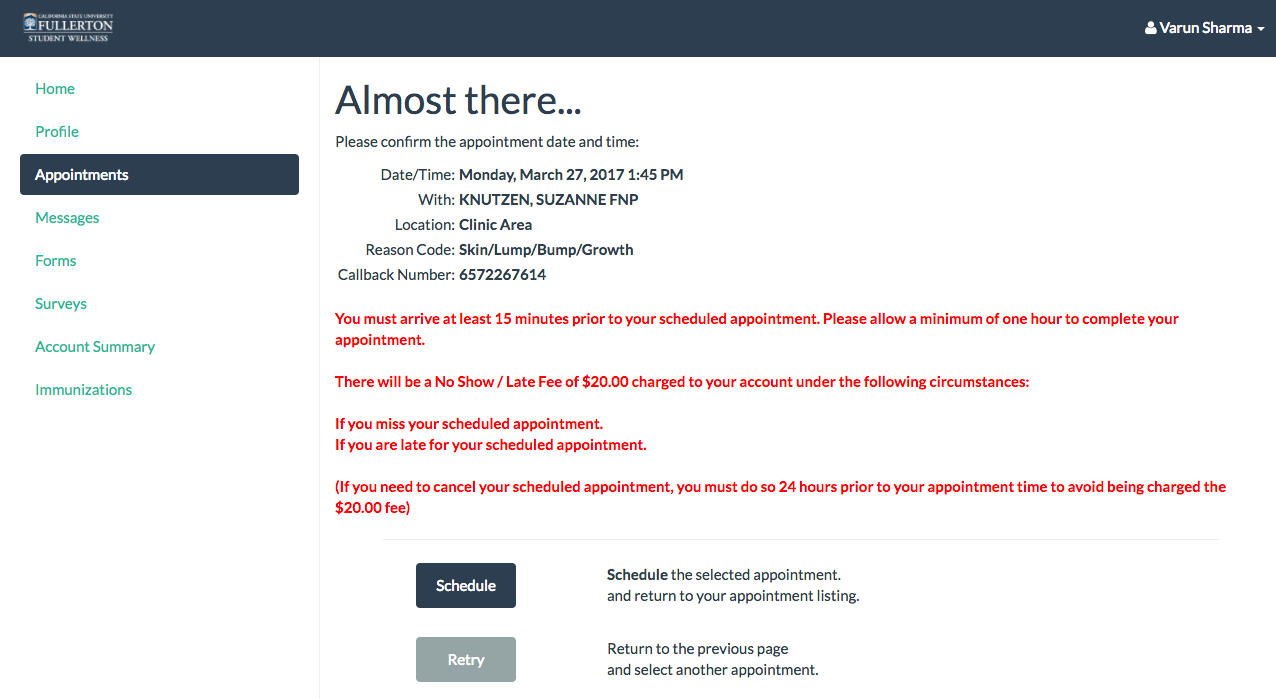 CALIFORNIA STATE UNIVERSITY
FULLERTON
STUDENT WELLNESS
Varun Sharma
Home
Profile
Appointments
Messages
Forms
Surveys
Account Summary
Immunizations
Almost there...
Please confirm the appointment date and time:
Date/Time: Monday, March 27, 2017 1:45 PM
With: KNUTZEN, SUZANNE FNP
Location: Clinic Area
Reason Code: Skin/Lump/Bump/Growth
Callback Number: 6572267614
You must arrive at least 15 minutes prior to your scheduled appointment. Please allow a minimum of one hour to complete your
appointment.
There will be a No Show / Late Fee of $20.00 charged to your account under the following circumstances:
If you miss your scheduled appointment.
If you are late for your scheduled appointment.
(If you need to cancel your scheduled appointment, you must do so 24 hours prior to your appointment time to avoid being charged the
$20.00 fee)
Schedule
Schedule the selected appointment.
and return to your appointment listing.
Retry
Return to the previous page
and select another appointment.